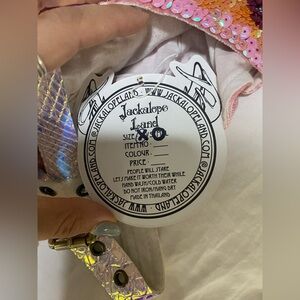 WWW.JACKALOPELAND.COM
@JACKALOPELAND
Jackalope
Land
SIZE
ITEM NO:
COLOUR:
PRICE
PEOPLE WILL STARE
LETS MAKE IT WORTH THEIR WHILE
HAND WASH/COLD WATER
DO NOT IRON/HANG DRY
MADE IN THAILAND